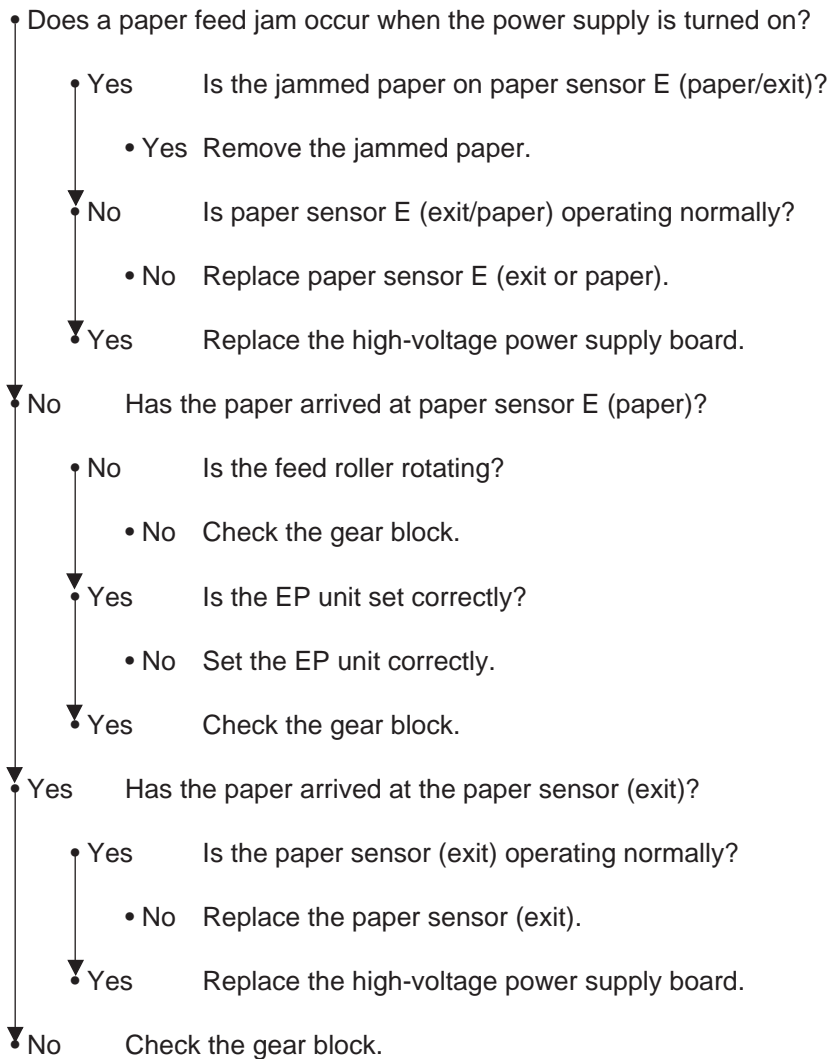 • Does a paper feed jam occur when the power supply is turned on?
• Yes Is the jammed paper on paper sensor E (paper/exit)?
• Yes Remove the jammed paper.
• No Is paper sensor E (exit/paper) operating normally?
• No Replace paper sensor E (exit or paper).
• Yes Replace the high-voltage power supply board.
• No Has the paper arrived at paper sensor E (paper)?
• No Is the feed roller rotating?
• No Check the gear block.
• Yes Is the EP unit set correctly?
• No Set the EP unit correctly.
• Yes Check the gear block.
• Yes Has the paper arrived at the paper sensor (exit)?
• Yes Is the paper sensor (exit) operating normally?
• No Replace the paper sensor (exit).
• Yes Replace the high-voltage power supply board.
• No Check the gear block.